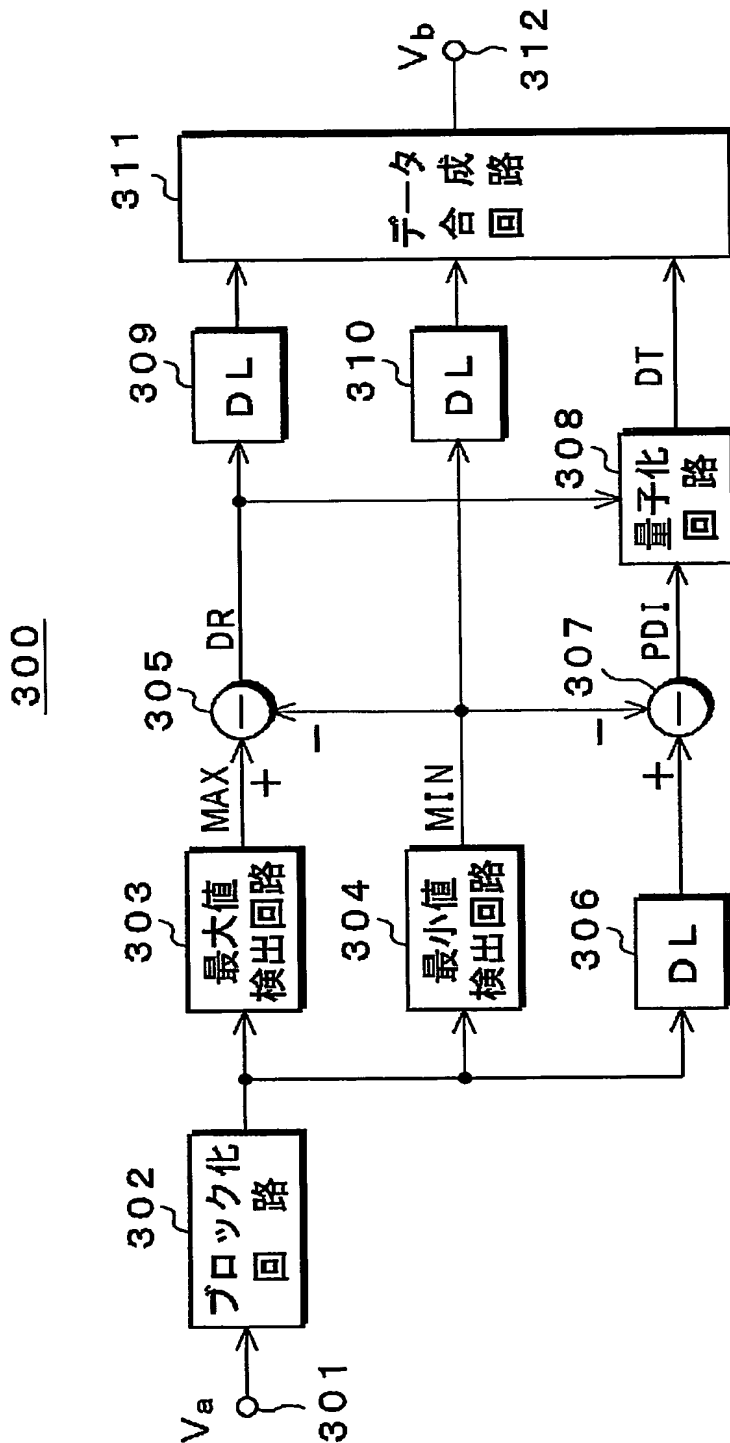 300
Va
301
302
ブロック化
回路
303
最大値
検出回路
MAX
+
-
305
-
DR
309
DL
304
最小値
検出回路
MIN
310
DL
306
DL
+
-
307
-
PDI
308
量子化
回路
DT
311
データ
合成
回路
Vb
312